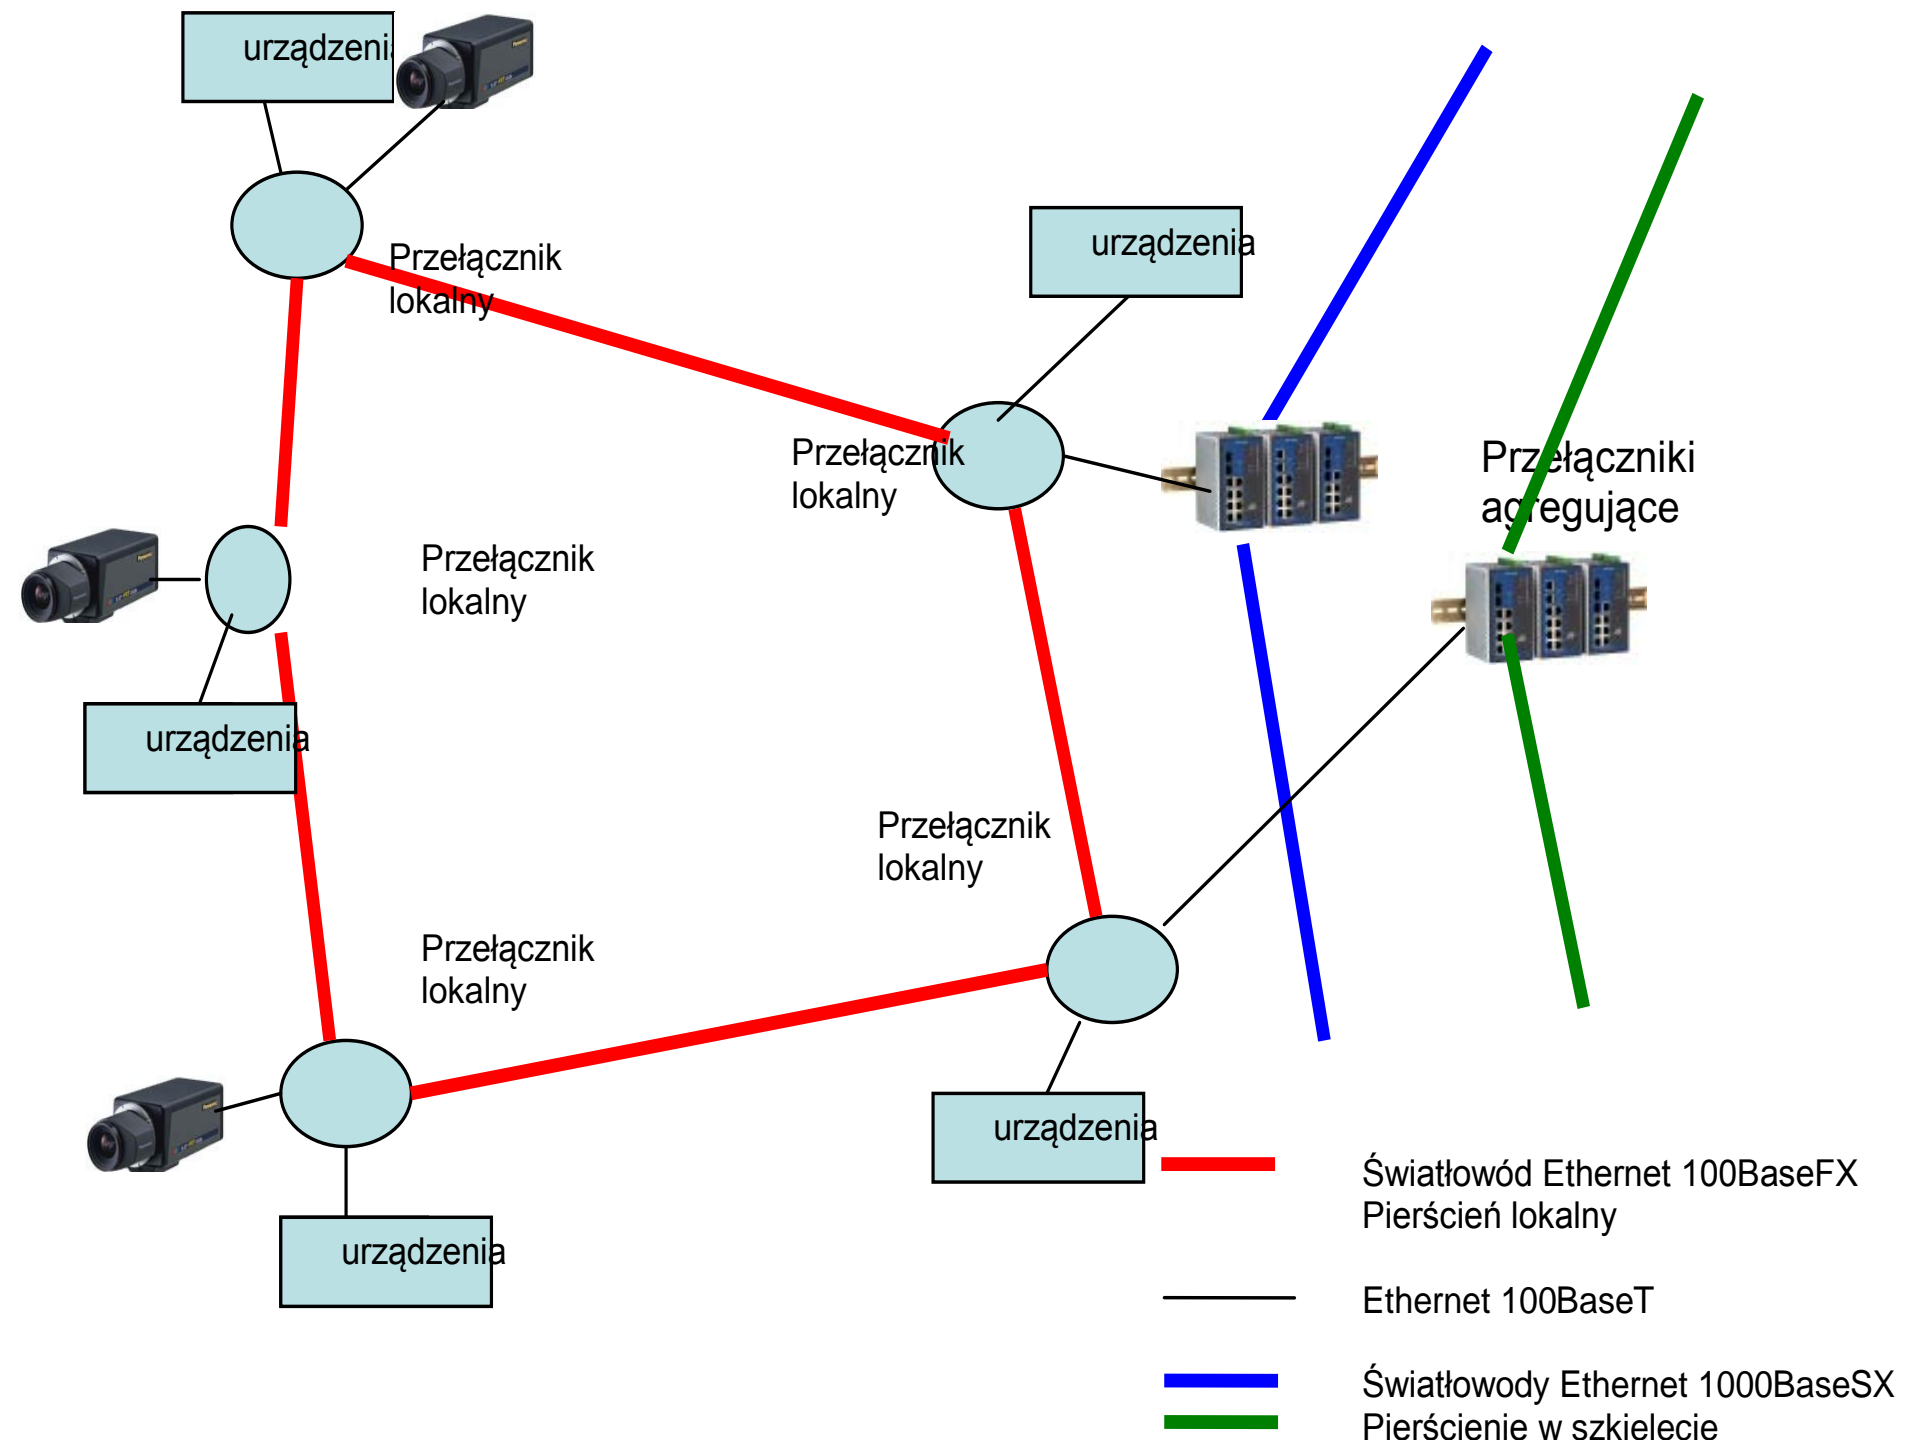 urządzenia
Przełącznik
lokalny
urządzenia
Przełącznik
lokalny
Przełączniki
agregujące
Przełącznik
lokalny
urządzenia
Przełącznik
lokalny
Przełącznik
lokalny
urządzenia
urządzenia
Światłowód Ethernet 100BaseFX
Pierścień lokalny
Ethernet 100BaseT
Światłowody Ethernet 1000BaseSX
Pierścienie w szkielecie